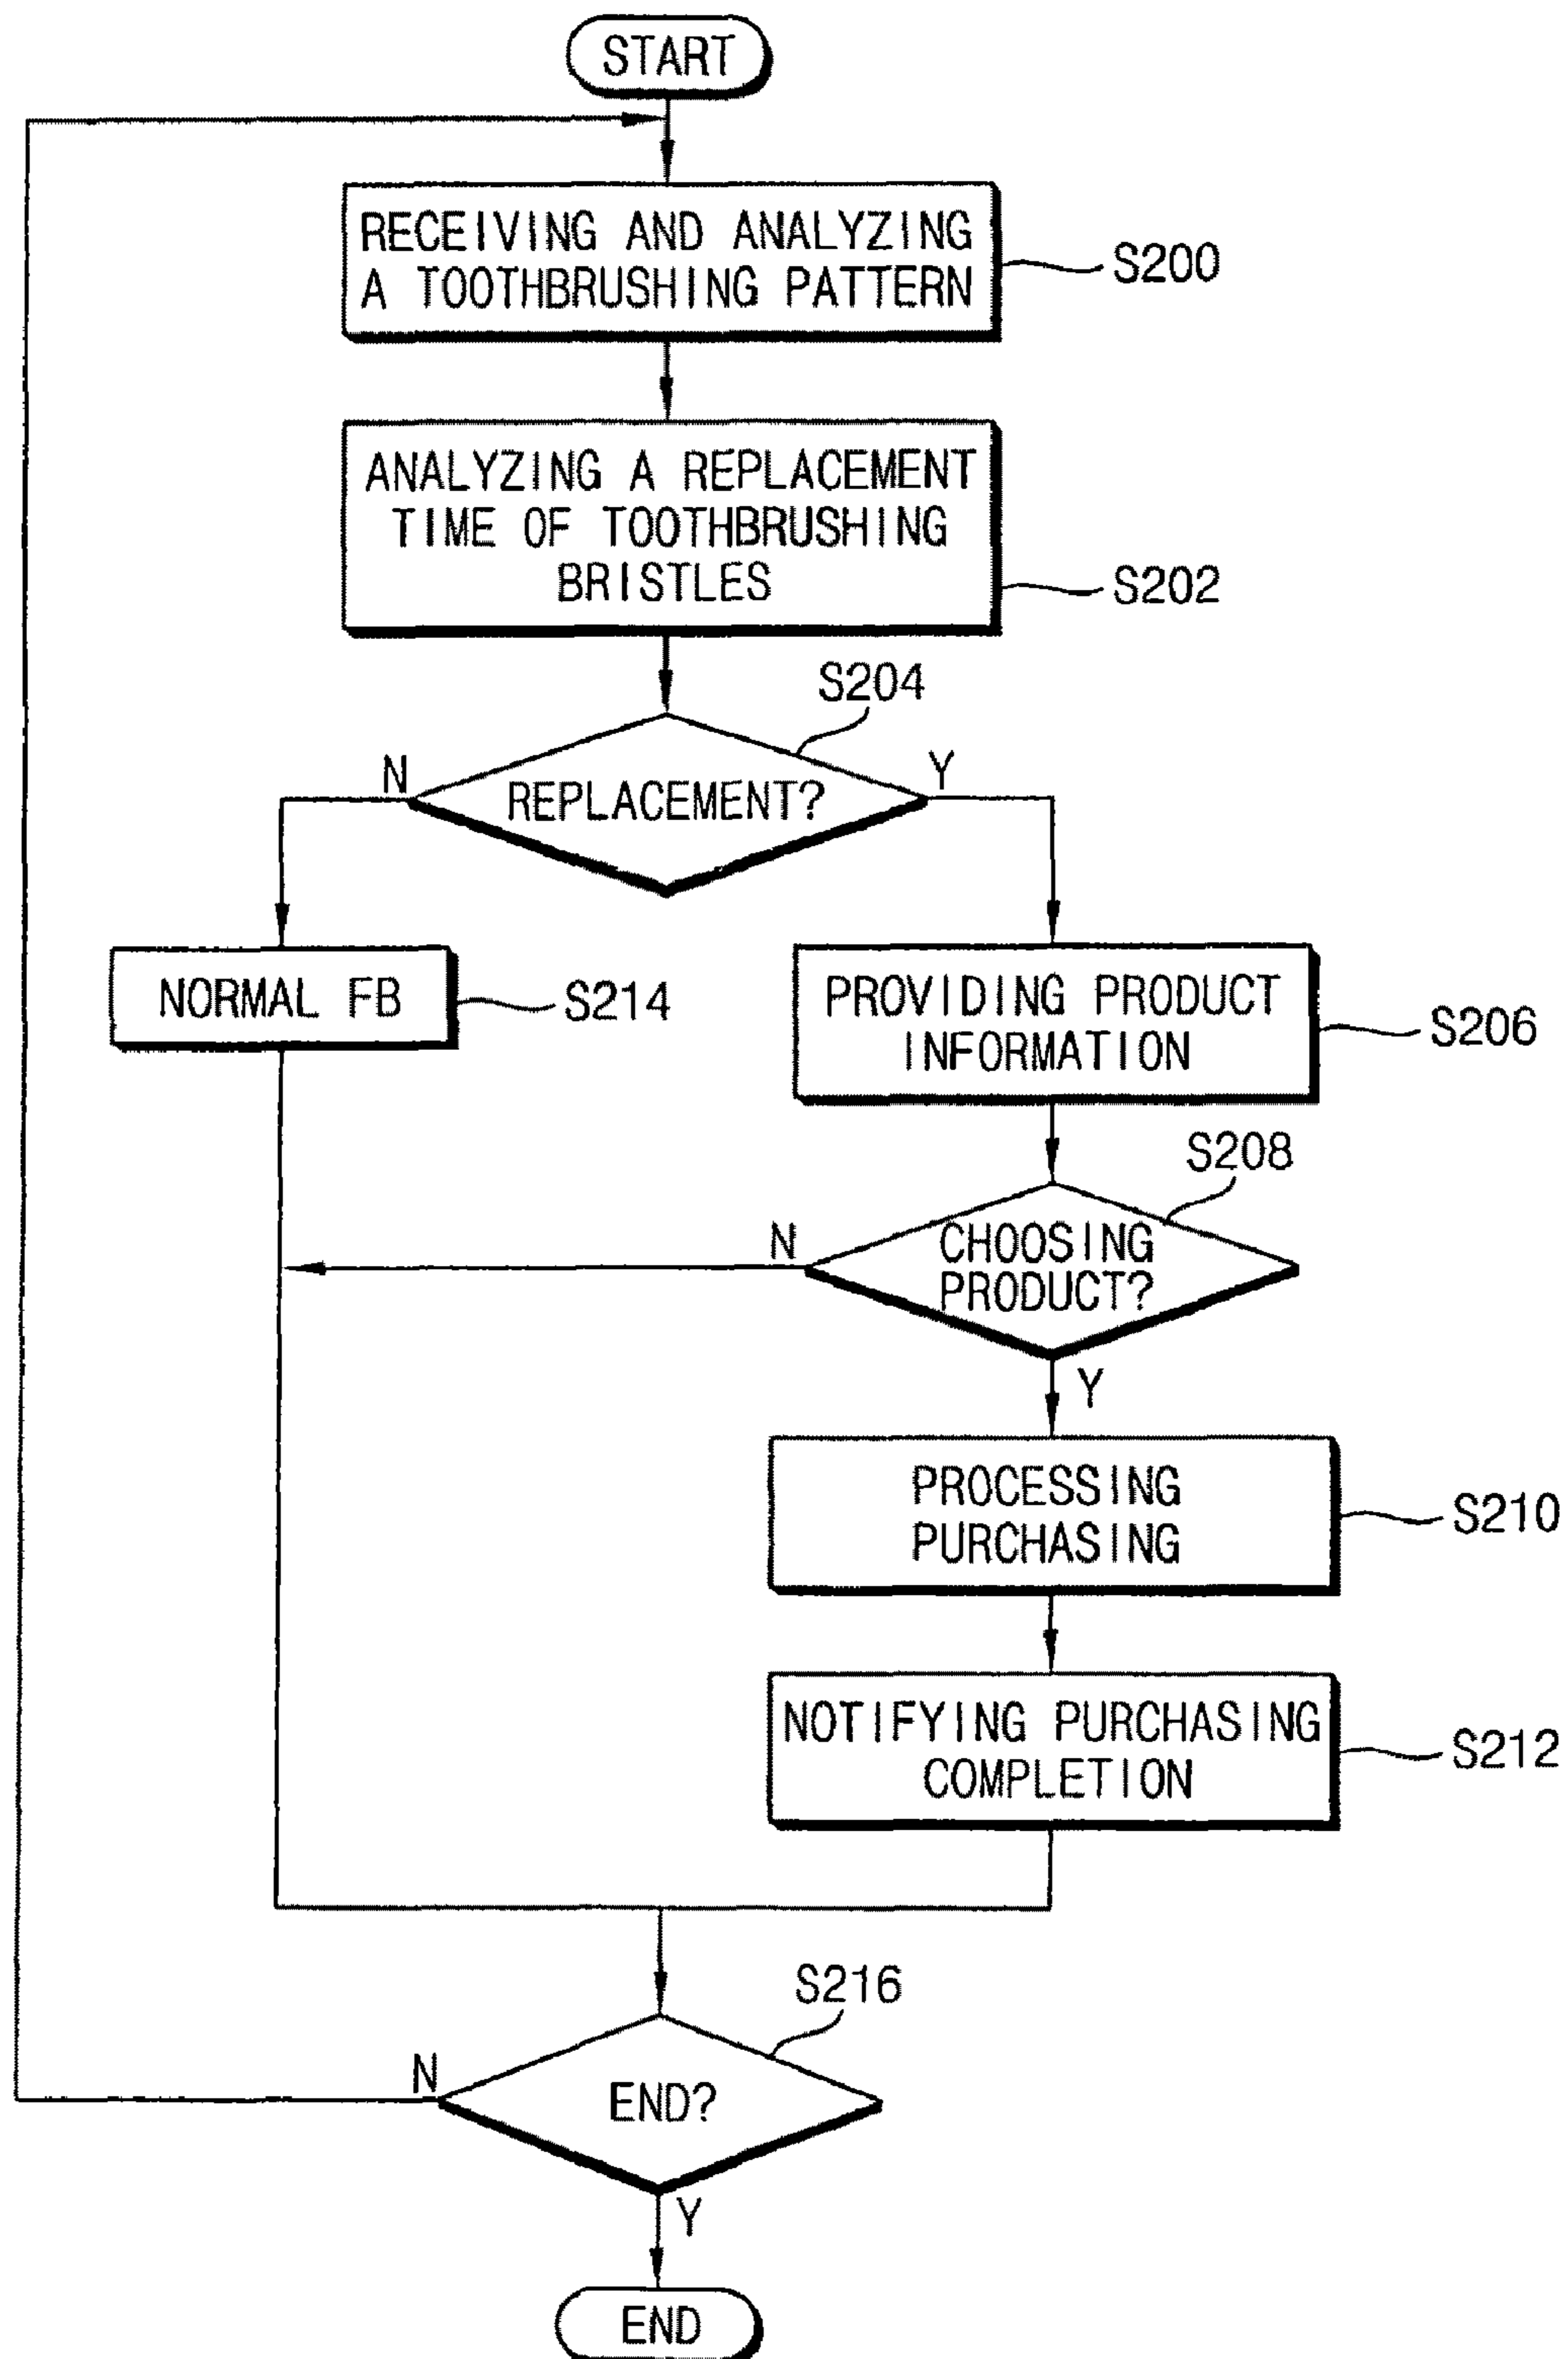 START
RECEIVING AND ANALYZING
A TOOTHBRUSHING PATTERN
S200
ANALYZING A REPLACEMENT
TIME OF TOOTHBRUSHING
BRISTLES
S202
S204
N
REPLACEMENT?
Y
NORMAL FB
S214
PROVIDING PRODUCT
INFORMATION
S206
S208
N
CHOOSING
PRODUCT?
Y
PROCESSING
PURCHASING
S210
NOTIFYING PURCHASING
COMPLETION
S212
S216
N
END?
Y
END